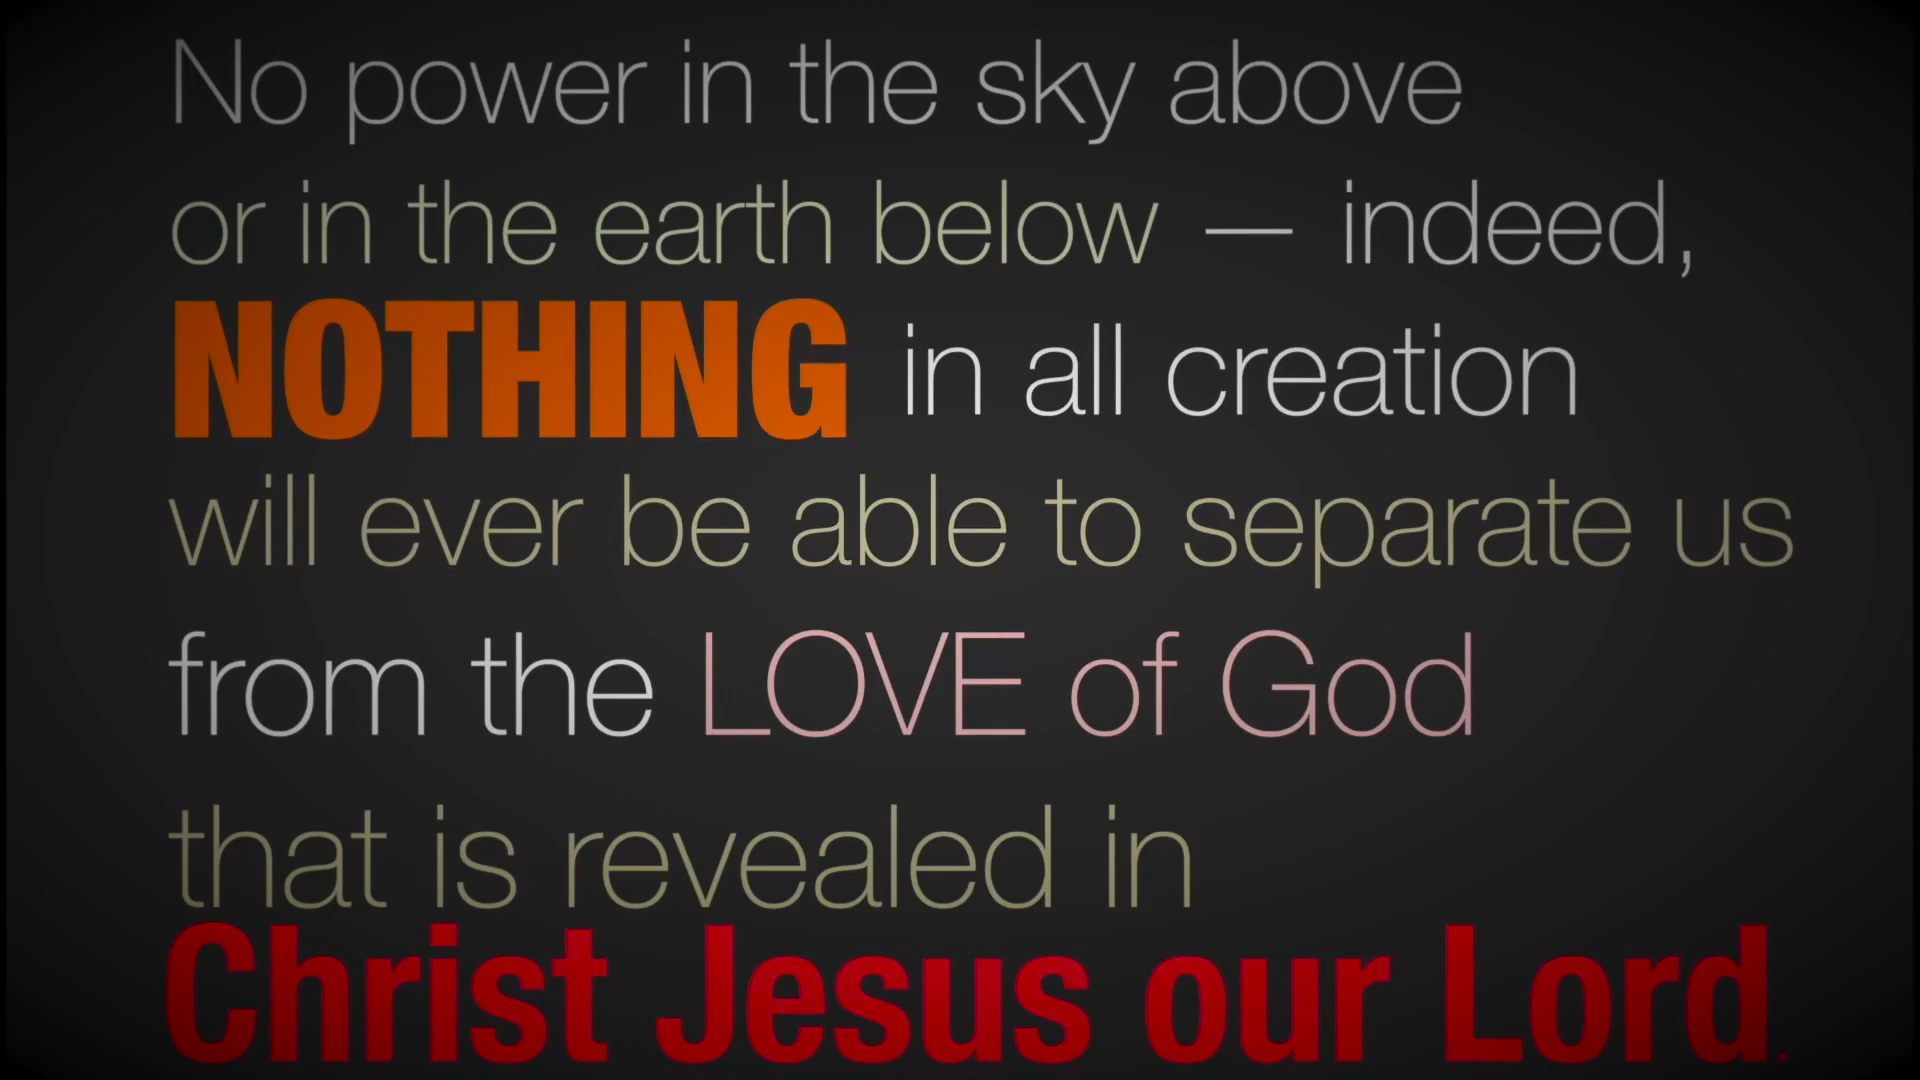 No power in the sky above
or in the earth below — indeed,
NOTHING in all creation
will ever be able to separate us
from the LOVE of God
that is revealed in
Christ Jesus our Lord.